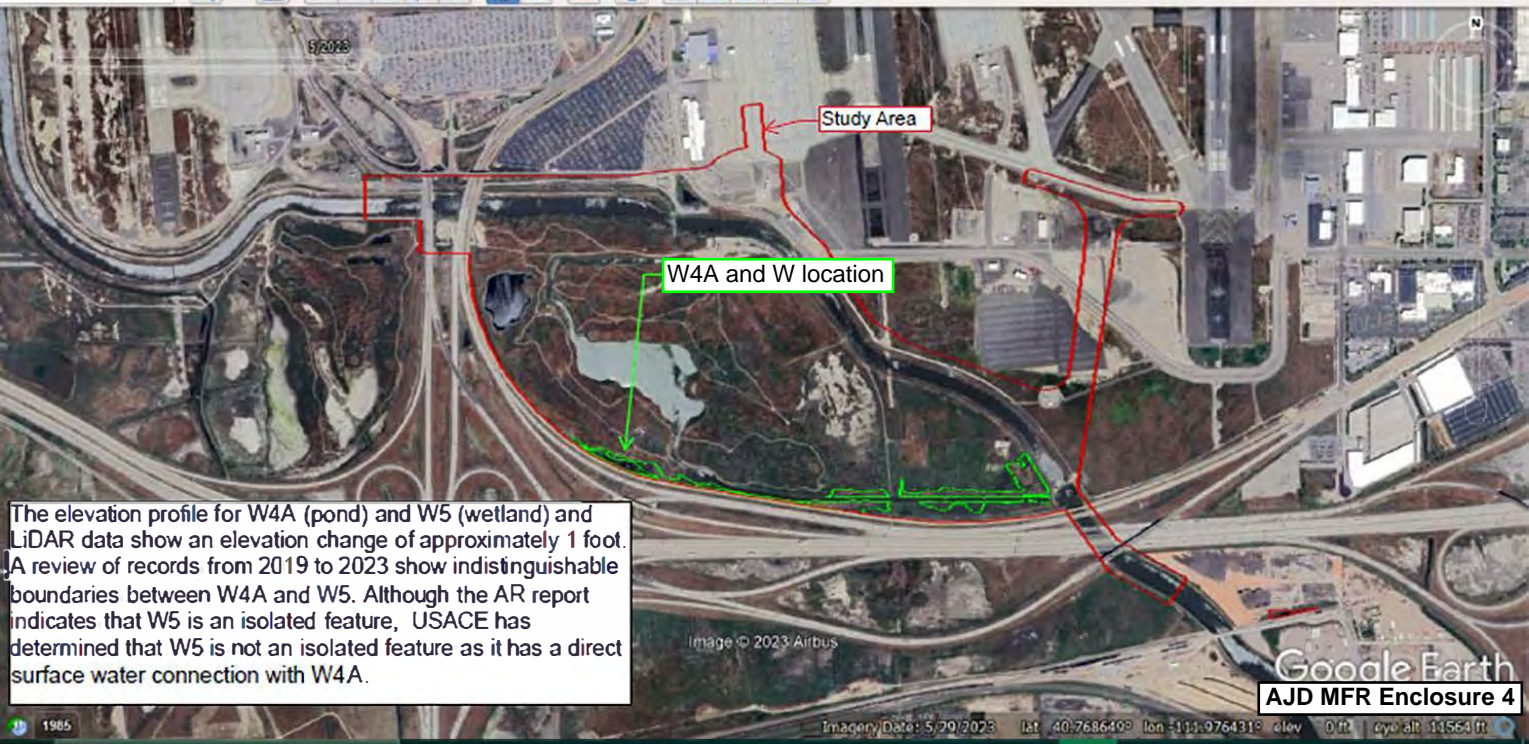 N
5/2023
Study Area
W4A and W location
The elevation profile for W4A (pond) and W5 (wetland) and
LiDAR data show an elevation change of approximately 1 foot.
A review of records from 2019 to 2023 show indistinguishable
boundaries between W4A and W5. Although the AR report
indicates that W5 is an isolated feature, USACE has
determined that W5 is not an isolated feature as it has a direct
surface water connection with W4A.
Image © 2023 Airbus
Google Earth
AJD MFR Enclosure 4
1985
Imagery Date: 5/29/2023 lat 40.768649° lon -111.976431° elev 0 ft eye alt 11564 ft